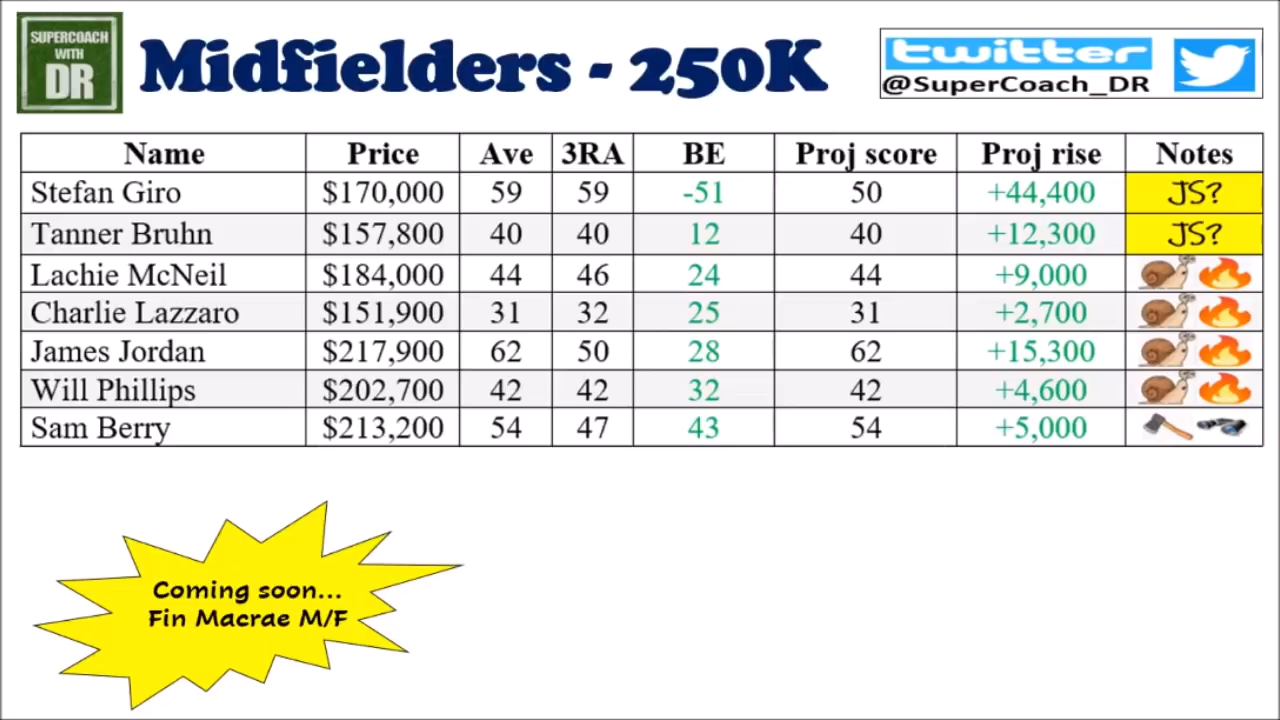 SUPERCOACH
WITH
DR
Midfielders - 250K
twitter
@SuperCoach_DR
Name Price Ave 3RA BE Proj score Proj rise Notes
Stefan Giro $170,000 59 59 -51 50 +44,400 JS?
Tanner Bruhn $157,800 40 40 12 40 +12,300 JS?
Lachie McNeil $184,000 44 46 24 44 +9,000
Charlie Lazzaro $151,900 31 32 25 31 +2,700
James Jordan $217,900 62 50 28 62 +15,300
Will Phillips $202,700 42 42 32 42 +4,600
Sam Berry $213,200 54 47 43 54 +5,000
Coming soon...
Fin Macrae M/F